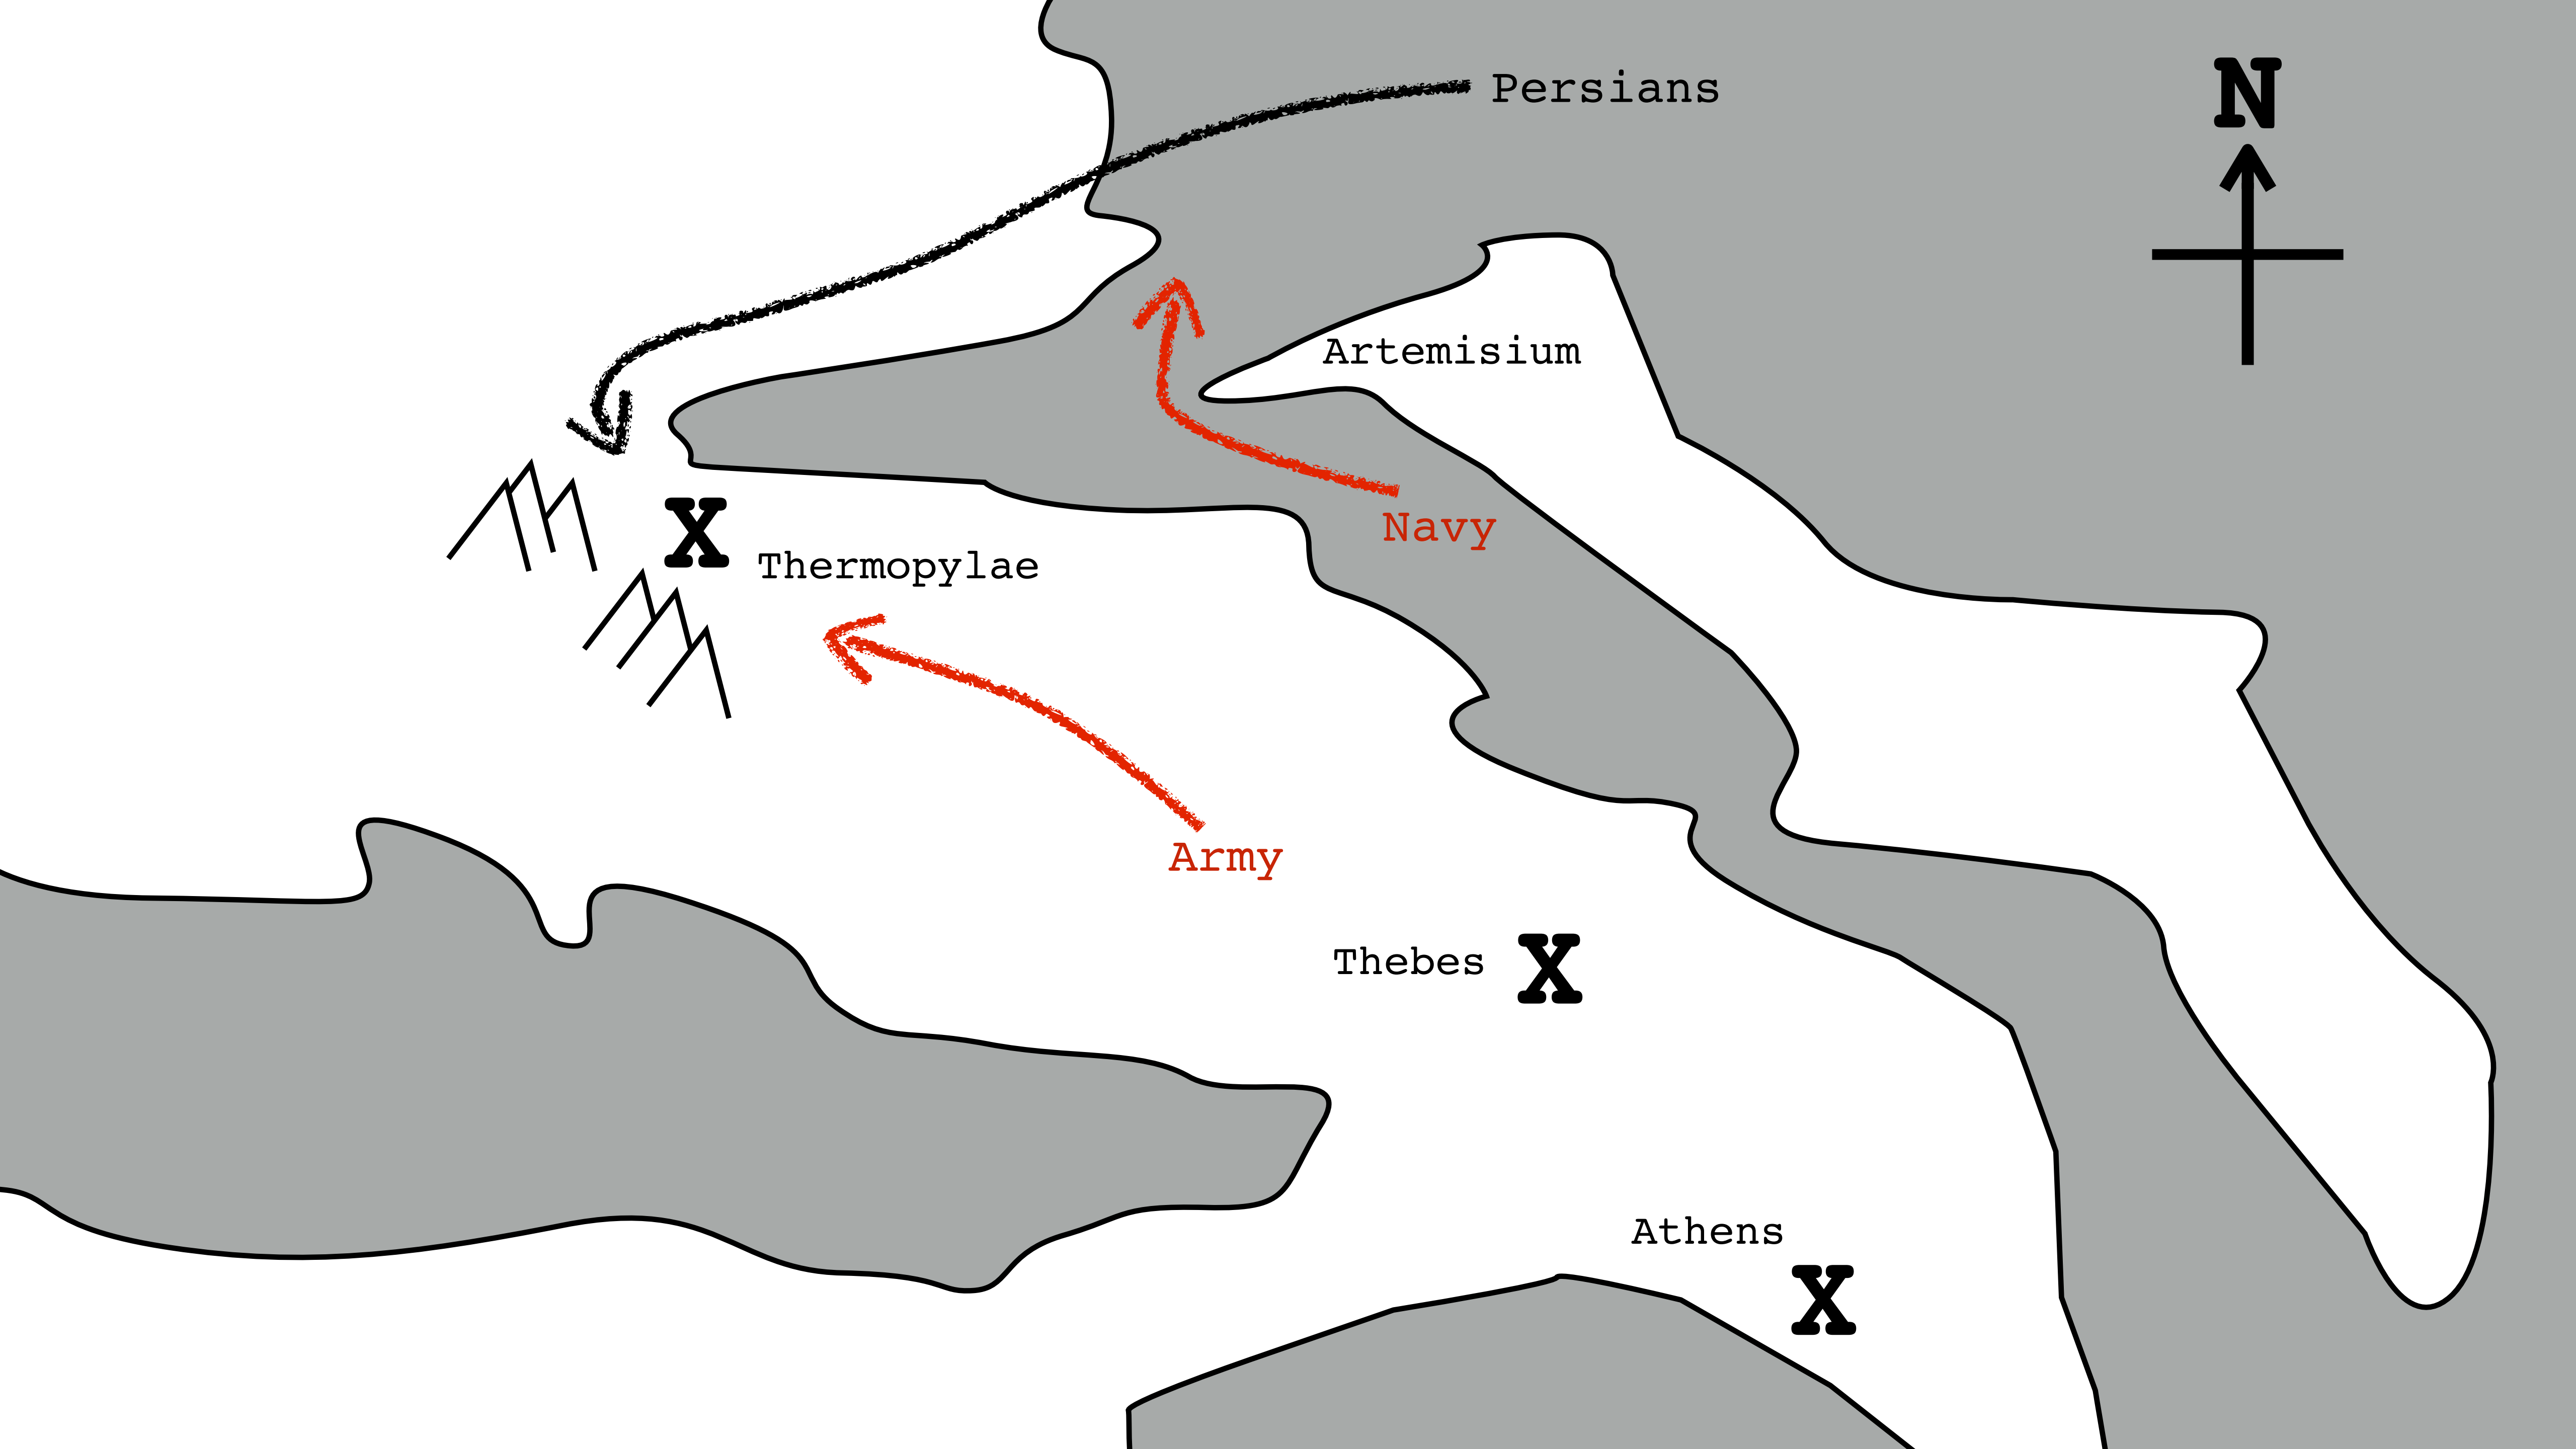 N
Persians
Artemisium
Navy
X
Thermopylae
Army
Thebes X
Athens
X